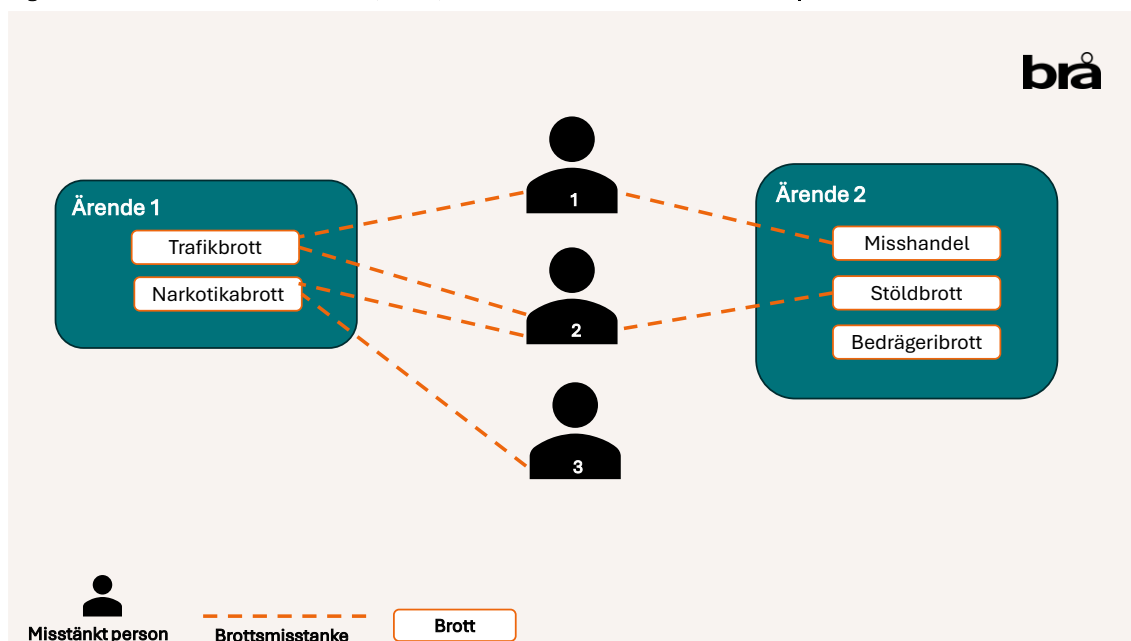 brå
Ärende 1
Trafikbrott
Narkotikabrott
1
2
3
Ärende 2
Misshandel
Stöldbrott
Bedrägeribrott
Misstänkt person
Brottsmisstanke
Brott